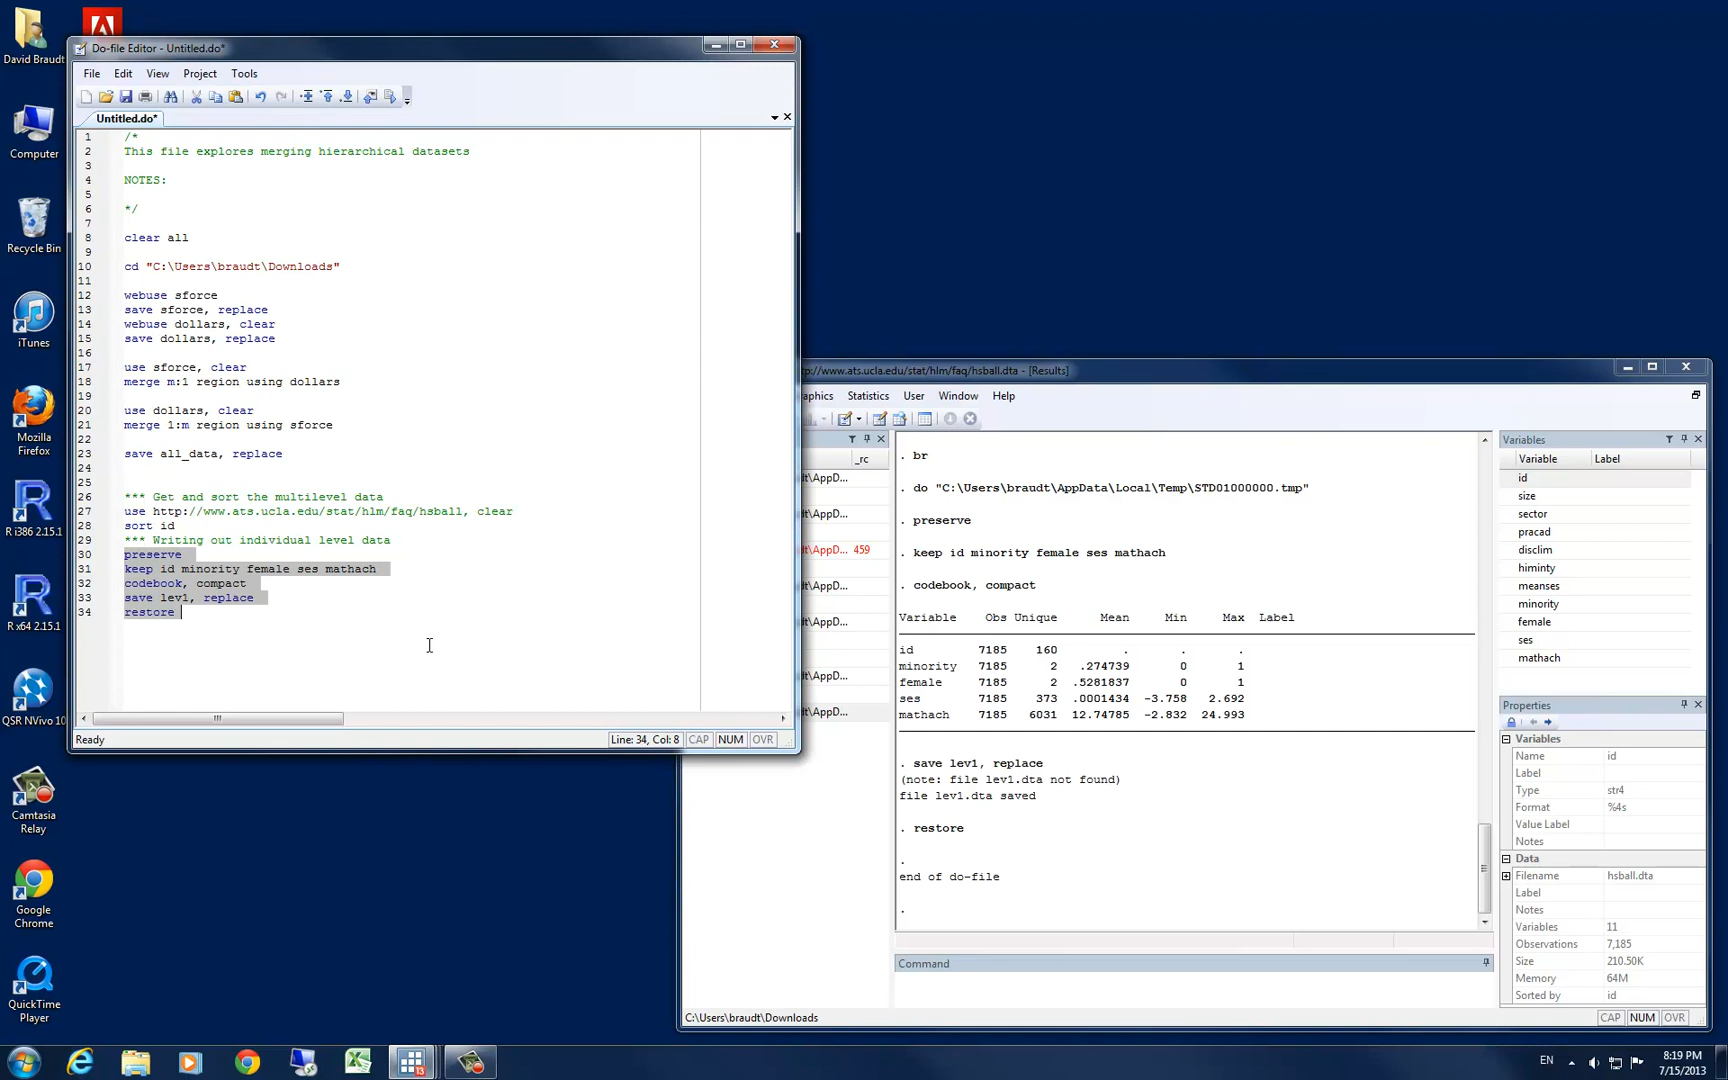 David Braudt
Computer
Recycle Bin
iTunes
Mozilla
Firefox
R i386 2.15.1
R x64 2.15.1
QSR NVivo 10
Camtasia
Relay
Google
Chrome
QuickTime
Player
Do-file Editor - Untitled.do*
File Edit View Project Tools
Untitled.do*
1 /*
2 This file explores merging hierarchical datasets
3
4 NOTES:
5
6 */
7
8 clear all
9
10 cd "C:\Users\braudt\Downloads"
11
12 webuse sforce
13 save sforce, replace
14 webuse dollars, clear
15 save dollars, replace
16
17 use sforce, clear
18 merge m:1 region using dollars
19
20 use dollars, clear
21 merge 1:m region using sforce
22
23 save all_data, replace
24
25
26 *** Get and sort the multilevel data
27 use http://www.ats.ucla.edu/stat/hlm/faq/hsball, clear
28 sort id
29 *** Writing out individual level data
30 preserve
31 keep id minority female ses mathach
32 codebook, compact
33 save lev1, replace
34 restore
Ready Line: 34, Col: 8 CAP NUM OVR
ttp://www.ats.ucla.edu/stat/hlm/faq/hsball.dta - [Results]
aphics Statistics User Window Help
_rc
dt\AppD...
dt\AppD...
dt\AppD... 459
dt\AppD...
dt\AppD...
dt\AppD...
dt\AppD...
. br
. do "C:\Users\braudt\AppData\Local\Temp\STD01000000.tmp"
. preserve
. keep id minority female ses mathach
. codebook, compact
Variable Obs Unique Mean Min Max Label
id 7185 160 . . .
minority 7185 2 .274739 0 1
female 7185 2 .5281837 0 1
ses 7185 373 .0001434 -3.758 2.692
mathach 7185 6031 12.74785 -2.832 24.993
. save lev1, replace
(note: file lev1.dta not found)
file lev1.dta saved
. restore
.
end of do-file
.
Command
Variables
Variable Label
id
size
sector
pracad
disclim
himinty
meanses
minority
female
ses
mathach
Properties
Variables
Name id
Label
Type str4
Format %4s
Value Label
Notes
Data
Filename hsball.dta
Label
Notes
Variables 11
Observations 7,185
Size 210.50K
Memory 64M
Sorted by id
C:\Users\braudt\Downloads CAP NUM OVR
13
EN
8:19 PM
7/15/2013